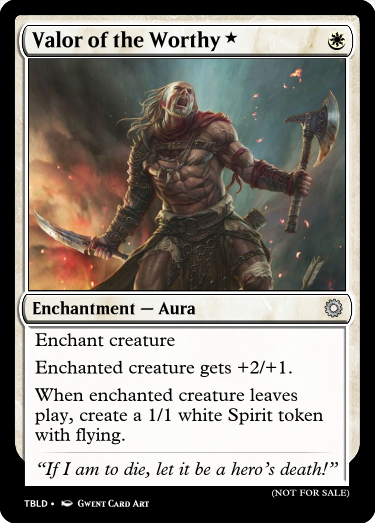 Valor of the Worthy ★
Enchantment — Aura
Enchant creature
Enchanted creature gets +2/+1.
When enchanted creature leaves
play, create a 1/1 white Spirit token
with flying.
“If I am to die, let it be a hero’s death!”
(NOT FOR SALE)
TBLD • Gwent Card Art